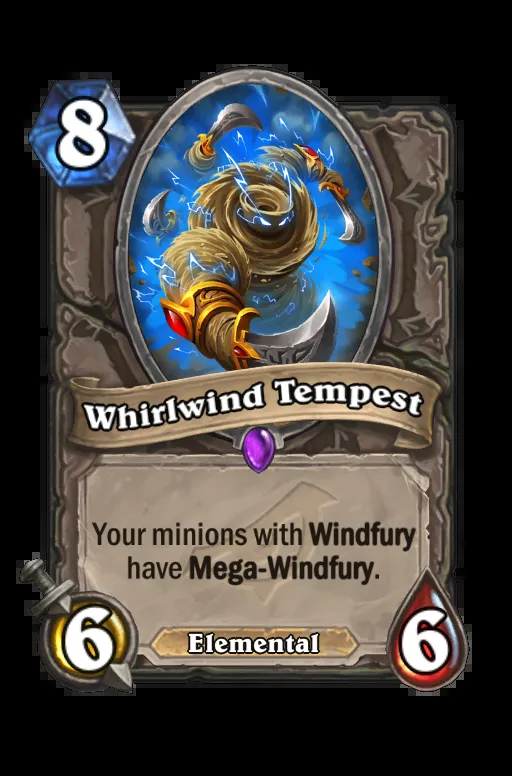 8
Whirlwind Tempest
Your minions with Windfury
have Mega-Windfury.
6
Elemental
6